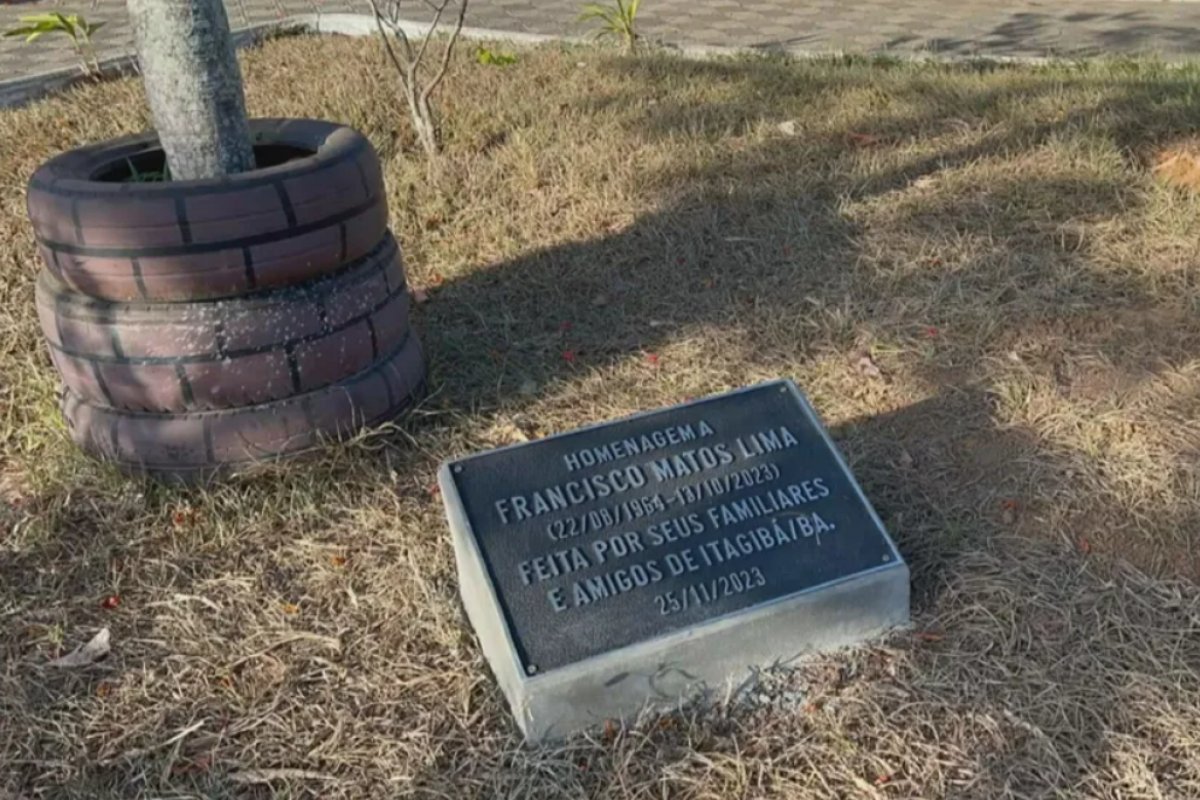 HOMENAGEM A
FRANCISCO MATOS LIMA
(22/08/1964-13/10/2023)
FEITA POR SEUS FAMILIARES
E AMIGOS DE ITAGIBÁ/BA.
25/11/2023